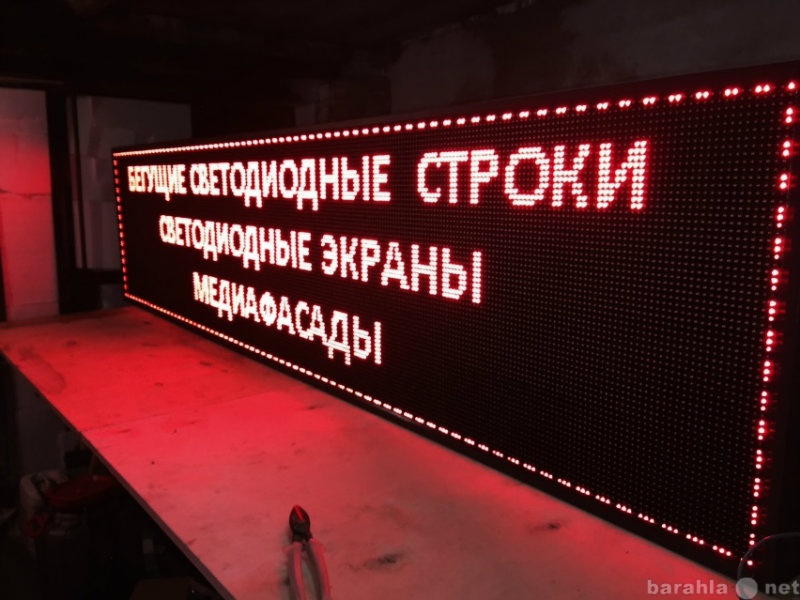 БЕГУЩИЕ СВЕТОДИОДНЫЕ СТРОКИ
СВЕТОДИОДНЫЕ ЭКРАНЫ
МЕДИАФАСАДЫ
barahla net